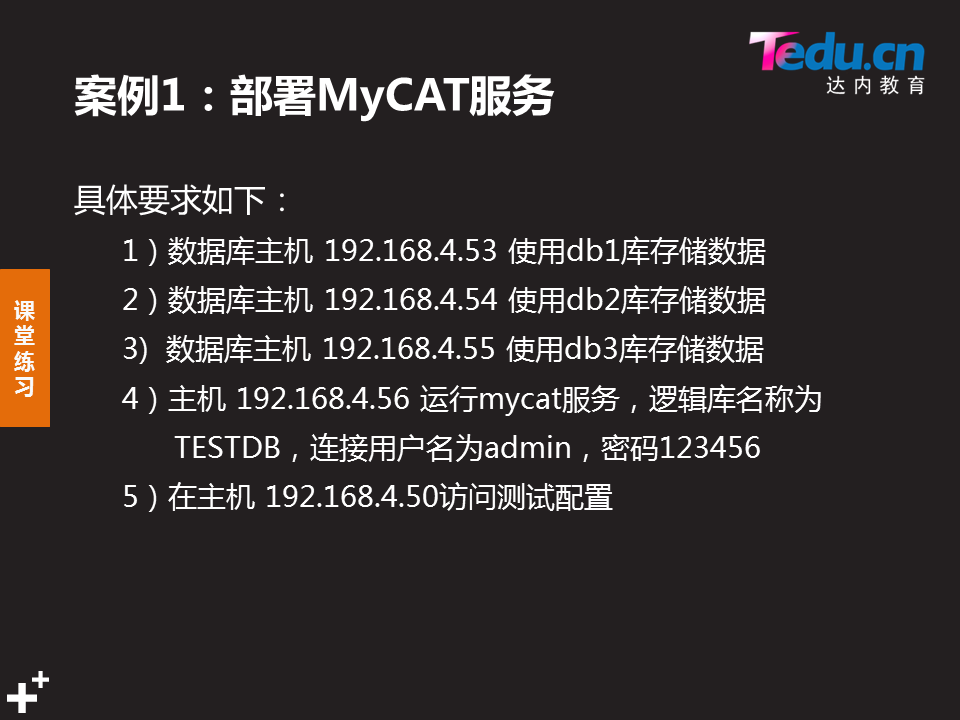 Tedu.cn
达内教育
案例1：部署MyCAT服务
具体要求如下：
1）数据库主机 192.168.4.53 使用db1库存储数据
2）数据库主机 192.168.4.54 使用db2库存储数据
3) 数据库主机 192.168.4.55 使用db3库存储数据
4）主机 192.168.4.56 运行mycat服务，逻辑库名称为
TESTDB，连接用户名为admin，密码123456
5）在主机 192.168.4.50访问测试配置
课
堂
练
习